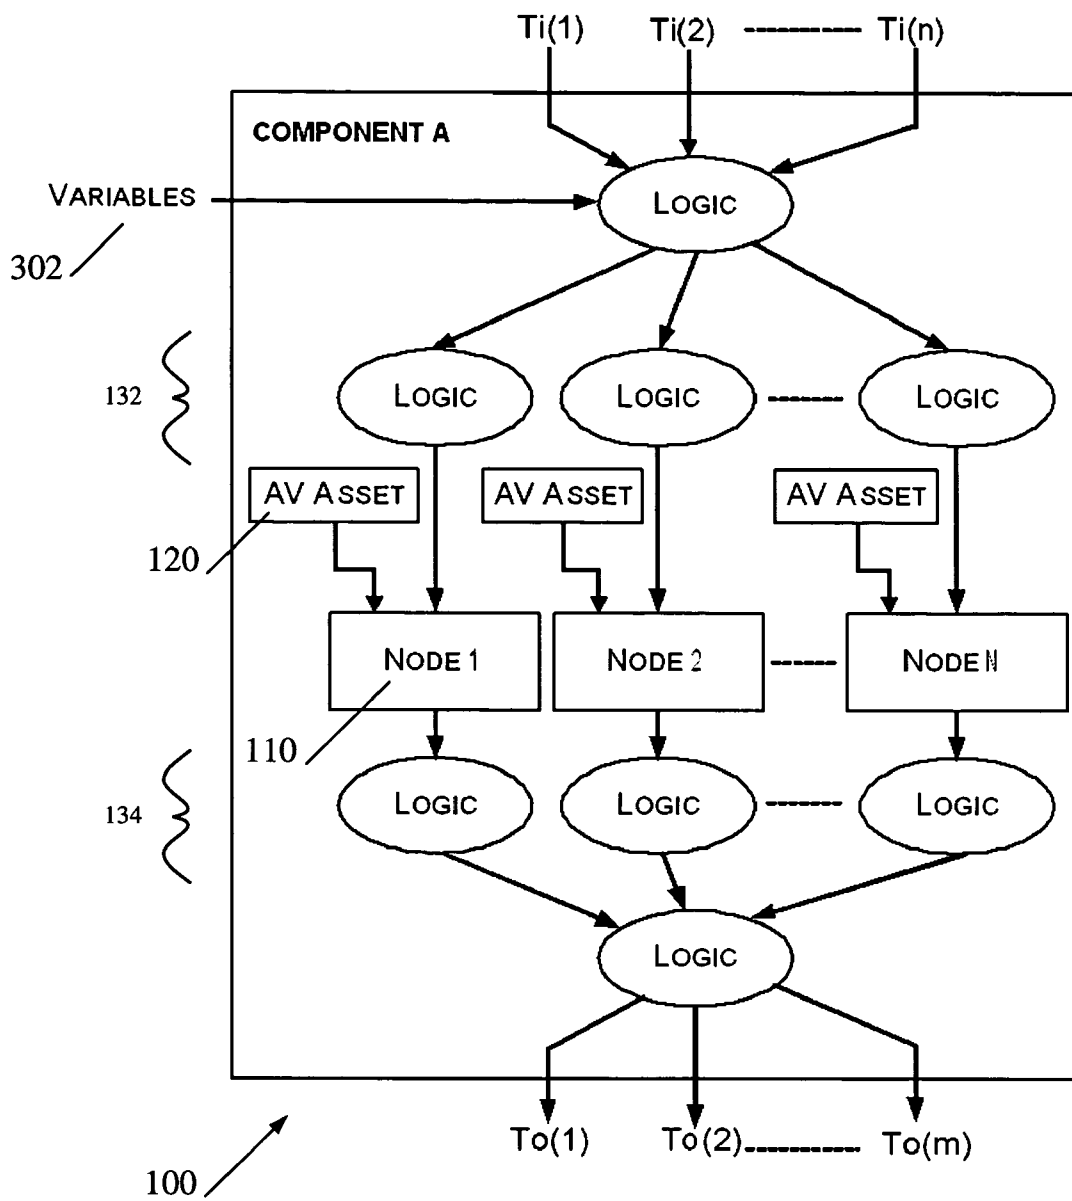 Ti(1) Ti(2) Ti(n)
COMPONENT A
VARIABLES LOGIC
302
132 LOGIC LOGIC LOGIC
AV ASSET AV ASSET AV ASSET
120
NODE 1 NODE 2 NODE N
110
134 LOGIC LOGIC LOGIC
LOGIC
To(1) To(2) To(m)
100